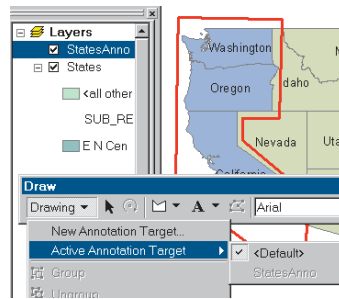 Layers
StatesAnno
States
<all other
SUB_RE
E N Cen
Washington
Oregon
daho
Nevada
Uta
California
Draw
Drawing
A
Arial
New Annotation Target...
Active Annotation Target
<Default>
StatesAnno
Group
Ungroup